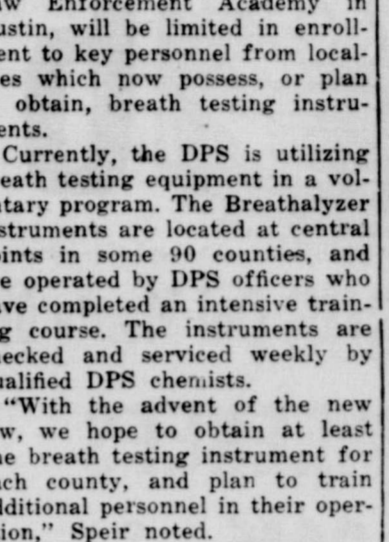 aw Enforcement Academy in
ustin, will be limited in enroll-
ent to key personnel from local-
es which now possess, or plan
obtain, breath testing instru-
ents.
Currently, the DPS is utilizing
eath testing equipment in a vol-
tary program. The Breathalyzer
struments are located at central
ints in some 90 counties, and
e operated by DPS officers who
ve completed an intensive train-
g course. The instruments are
ecked and serviced weekly by
ualified DPS chemists.
"With the advent of the new
w, we hope to obtain at least
e breath testing instrument for
ch county, and plan to train
dditional personnel in their oper-
ion," Speir noted.